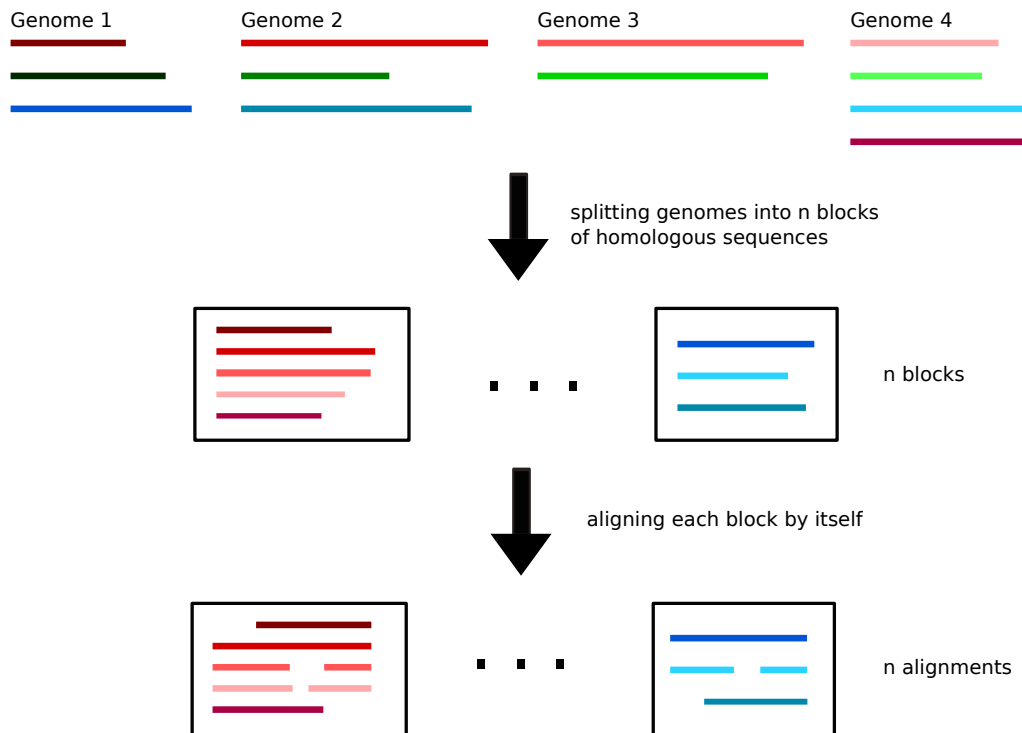 Genome 1
Genome 2
Genome 3
Genome 4
splitting genomes into n blocks
of homologous sequences
n blocks
aligning each block by itself
n alignments